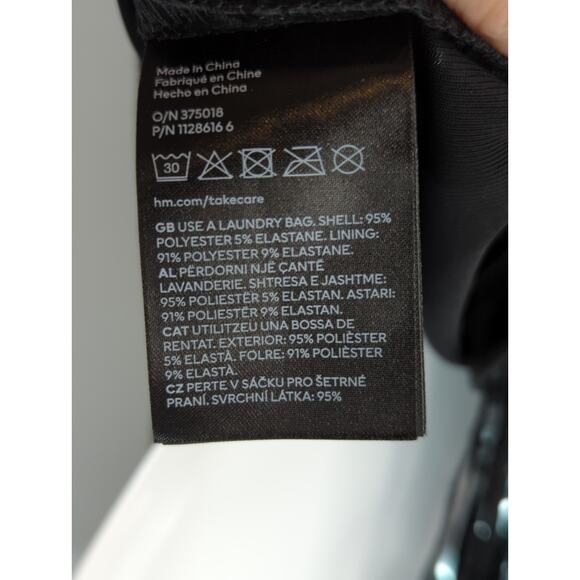 Made in China
Fabriqué en Chine
Hecho en China
O/N 375018
P/N 1128616 6
30
hm.com/takecare
GB USE A LAUNDRY BAG. SHELL: 95%
POLYESTER 5% ELASTANE. LINING:
91% POLYESTER 9% ELASTANE.
AL PËRDORNI NJË ÇANTË
LAVANDERIE. SHTRESA E JASHTME:
95% POLIESTËR 5% ELASTAN. ASTARI:
91% POLIESTËR 9% ELASTAN.
CAT UTILITZEU UNA BOSSA DE
RENTAT. EXTERIOR: 95% POLIÈSTER
5% ELASTÀ. FOLRE: 91% POLIÈSTER
9% ELASTÀ.
CZ PERTE V SÁČKU PRO ŠETRNÉ
PRANÍ. SVRCHNÍ LÁTKA: 95%